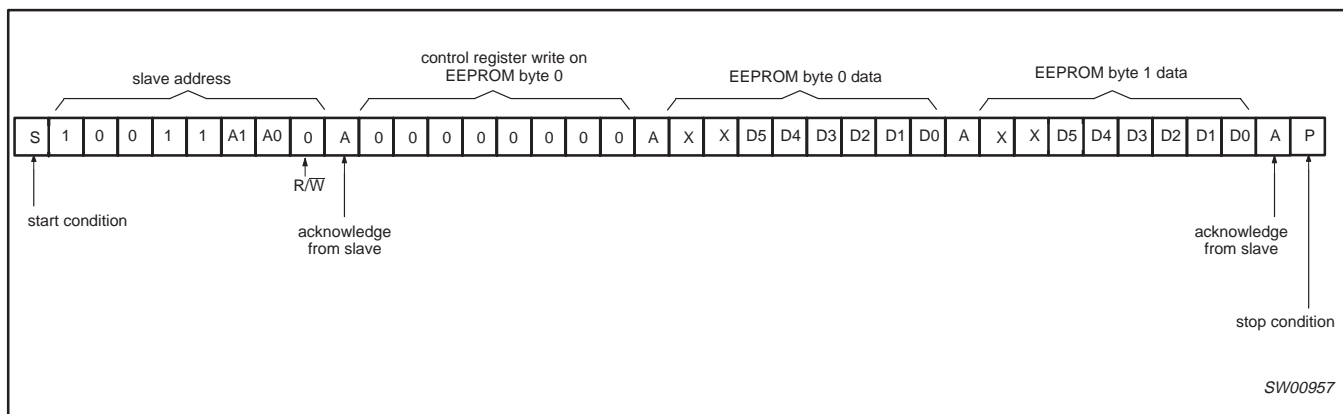 slave address
control register write on
EEPROM byte 0
EEPROM byte 0 data
EEPROM byte 1 data
S 1 0 0 1 1 A1 A0 0 A 0 0 0 0 0 0 0 0 A X X D5 D4 D3 D2 D1 D0 A X X D5 D4 D3 D2 D1 D0 A P
R/W̅
start condition
acknowledge
from slave
acknowledge
from slave
stop condition
SW00957